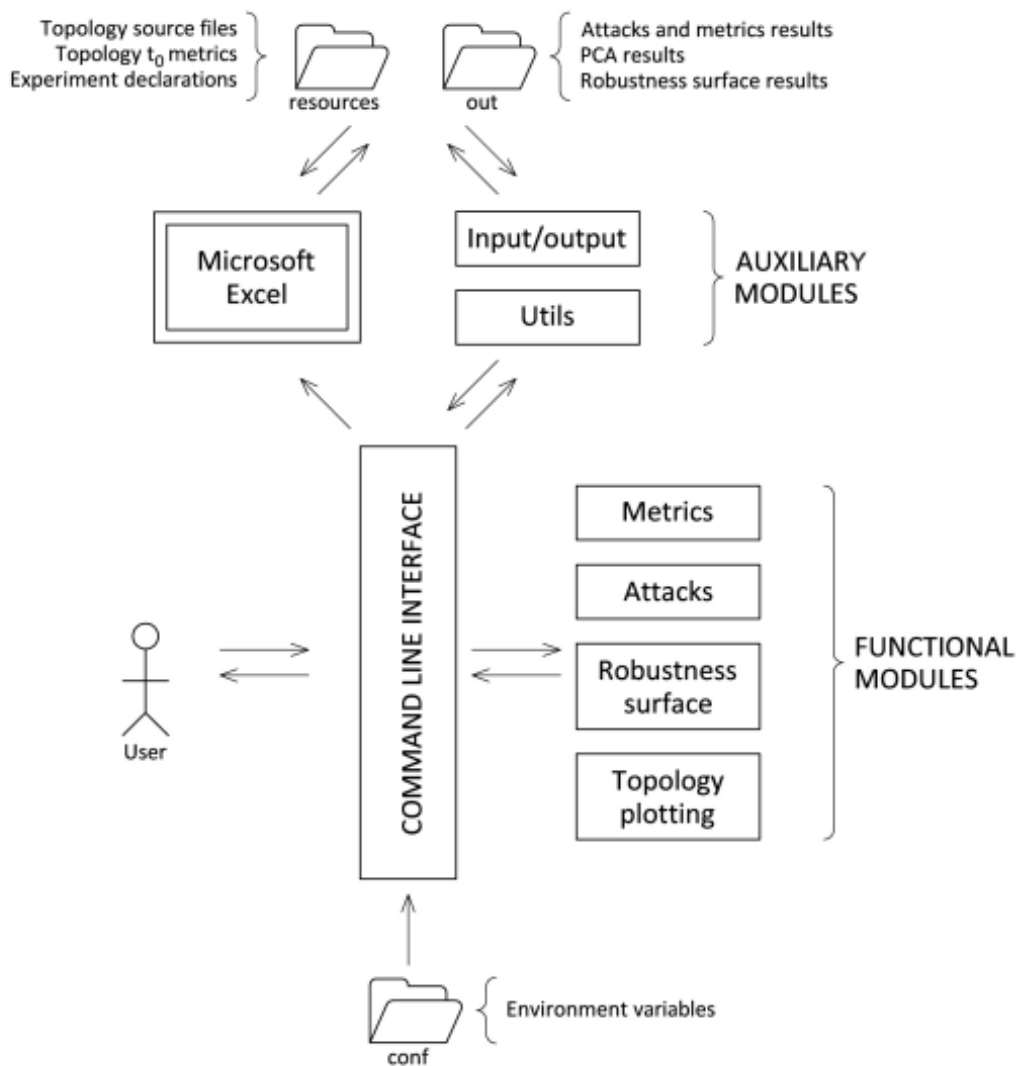 Topology source files
Topology t₀ metrics
Experiment declarations
resources
out
Attacks and metrics results
PCA results
Robustness surface results
Microsoft
Excel
Input/output
Utils
AUXILIARY
MODULES
COMMAND LINE INTERFACE
Metrics
Attacks
Robustness
surface
Topology
plotting
FUNCTIONAL
MODULES
User
conf
Environment variables